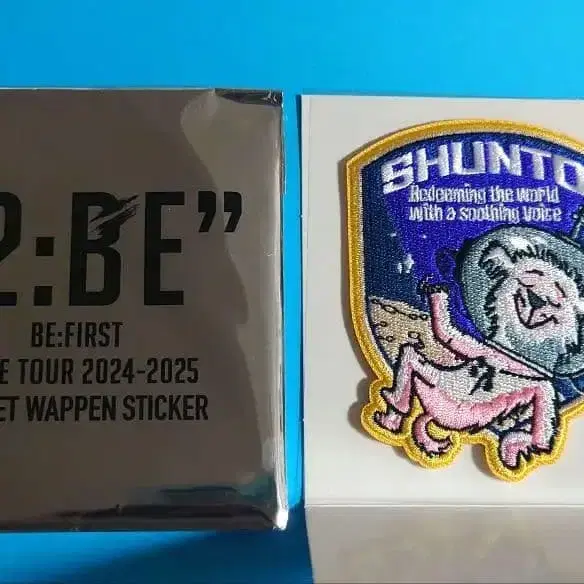 2:BE”
BE:FIRST
E TOUR 2024-2025
ET WAPPEN STICKER
SHUNTO
Redeeming the world
with a soothing voice